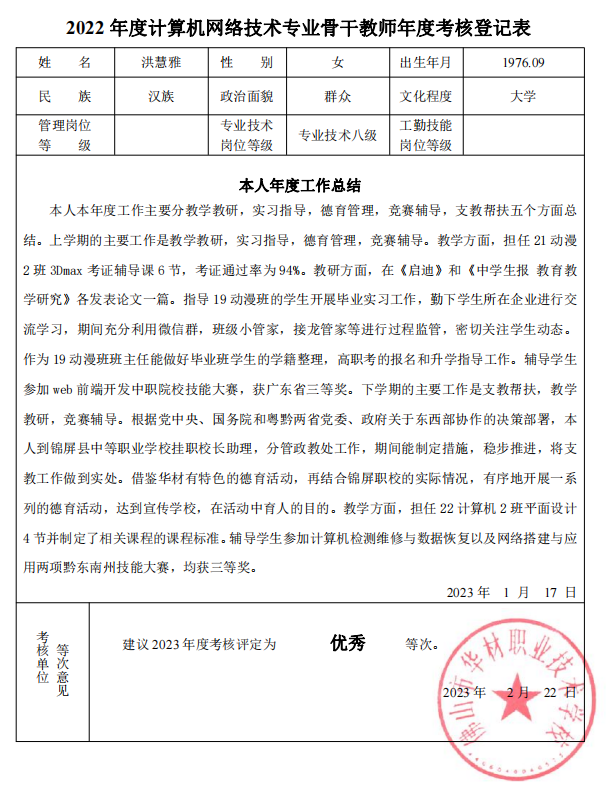 2022 年度计算机网络技术专业骨干教师年度考核登记表
姓 名 洪慧雅 性 别 女 出生年月 1976.09
民 族 汉族 政治面貌 群众 文化程度 大学
管理岗位等 级 专业技术岗位等级 专业技术八级 工勤技能岗位等级
本人年度工作总结
本人本年度工作主要分教学教研，实习指导，德育管理，竞赛辅导，支教帮扶五个方面总
结。上学期的主要工作是教学教研，实习指导，德育管理，竞赛辅导。教学方面，担任 21 动漫
2 班 3Dmax 考证辅导课 6 节，考证通过率为 94%。教研方面，在《启迪》和《中学生报 教育教
学研究》各发表论文一篇。指导 19 动漫班的学生开展毕业实习工作，勤下学生所在企业进行交
流学习，期间充分利用微信群，班级小管家，接龙管家等进行过程监管，密切关注学生动态。
作为 19 动漫班班主任能做好毕业班学生的学籍整理，高职考的报名和升学指导工作。辅导学生
参加 web 前端开发中职院校技能大赛，获广东省三等奖。下学期的主要工作是支教帮扶，教学
教研，竞赛辅导。根据党中央、国务院和粤黔两省党委、政府关于东西部协作的决策部署，本
人到锦屏县中等职业学校挂职校长助理，分管政教处工作，期间能制定措施，稳步推进，将支
教工作做到实处。借鉴华材有特色的德育活动，再结合锦屏职校的实际情况，有序地开展一系
列的德育活动，达到宣传学校，在活动中育人的目的。教学方面，担任 22 计算机 2 班平面设计
4 节并制定了相关课程的课程标准。辅导学生参加计算机检测维修与数据恢复以及网络搭建与应
用两项黔东南州技能大赛，均获三等奖。
2023 年 1 月 17 日
考核单位
等次意见
建议 2023 年度考核评定为 优秀 等次。
佛山市华材职业技术学校
2023 年 2 月 22 日